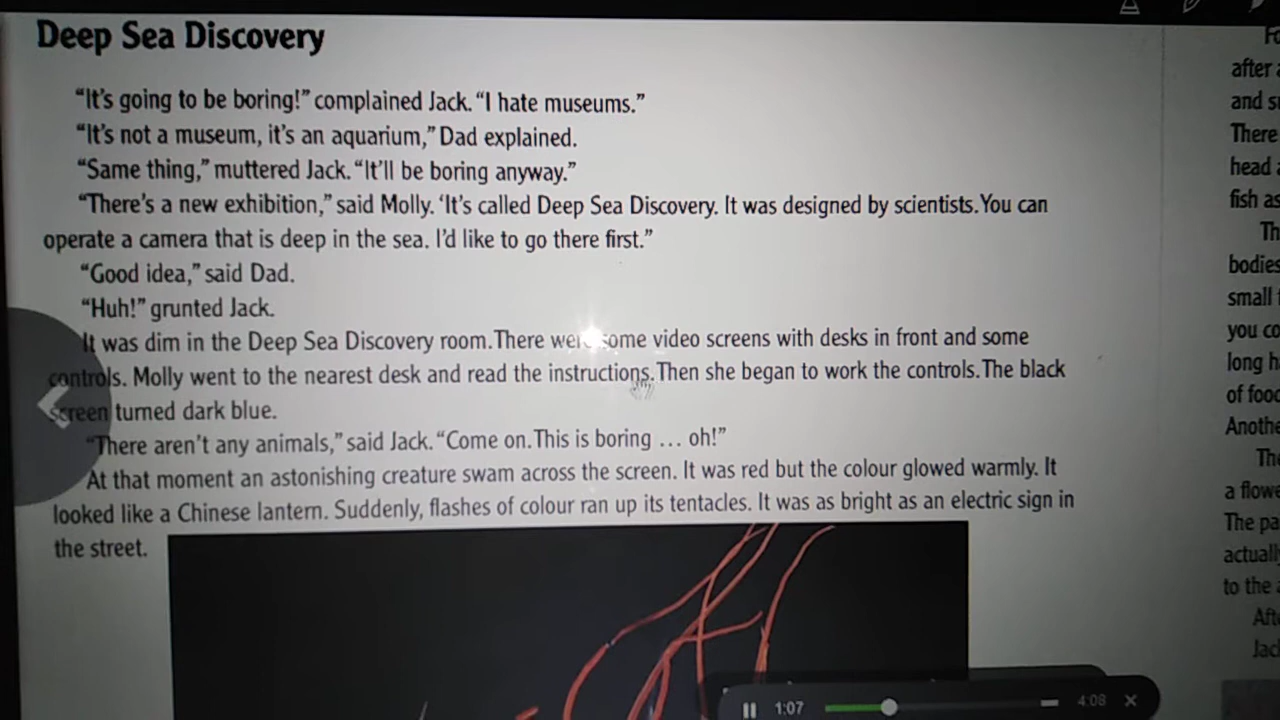 Deep Sea Discovery
“It’s going to be boring!” complained Jack. “I hate museums.”
“It’s not a museum, it’s an aquarium,” Dad explained.
“Same thing,” muttered Jack. “It’ll be boring anyway.”
“There’s a new exhibition,” said Molly. ‘It’s called Deep Sea Discovery. It was designed by scientists. You can
operate a camera that is deep in the sea. I’d like to go there first.”
“Good idea,” said Dad.
“Huh!” grunted Jack.
It was dim in the Deep Sea Discovery room. There were some video screens with desks in front and some
controls. Molly went to the nearest desk and read the instructions. Then she began to work the controls. The black
screen turned dark blue.
“There aren’t any animals,” said Jack. “Come on. This is boring ... oh!”
At that moment an astonishing creature swam across the screen. It was red but the colour glowed warmly. It
looked like a Chinese lantern. Suddenly, flashes of colour ran up its tentacles. It was as bright as an electric sign in
the street.
after
and
There
head
fish as
bodies
small
you
long
of food
a
The
actually
to the
1:07
4:08